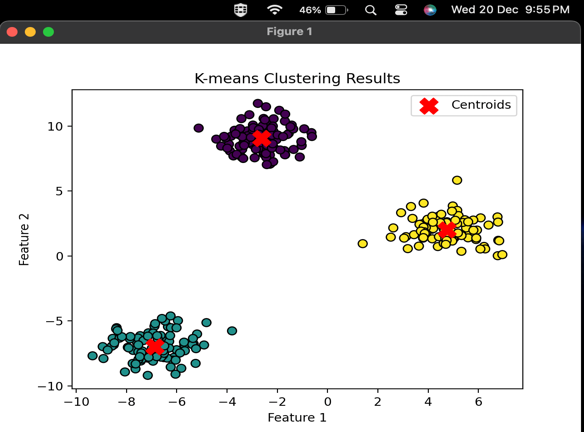 46% Wed 20 Dec 9:55 PM
Figure 1
K-means Clustering Results
Centroids
10
5
0
−5
−10
Feature 2
−10 −8 −6 −4 −2 0 2 4 6
Feature 1